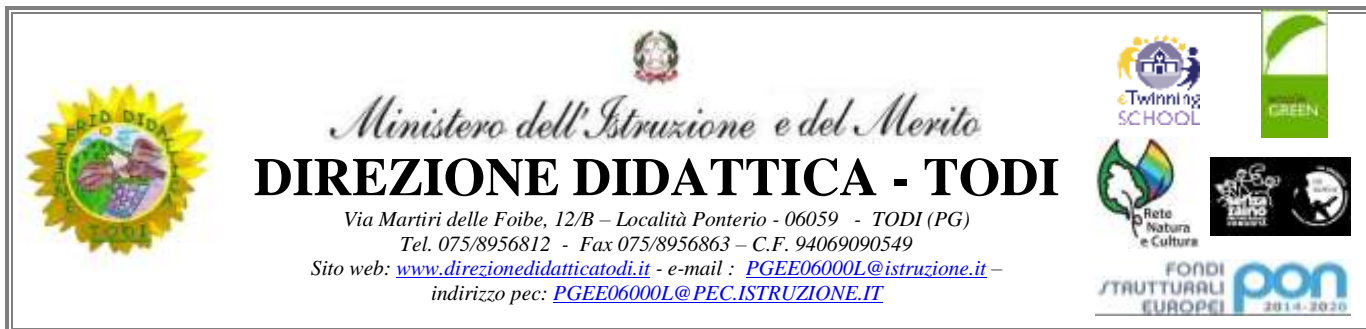 Ministero dell'Istruzione e del Merito
DIREZIONE DIDATTICA - TODI
Via Martiri delle Foibe, 12/B – Località Ponterio - 06059 - TODI (PG)
Tel. 075/8956812 - Fax 075/8956863 – C.F. 94069090549
Sito web: www.direzionedidatticatodi.it - e-mail : PGEE06000L@istruzione.it –
indirizzo pec: PGEE06000L@PEC.ISTRUZIONE.IT
TODI
eTwinning
SCHOOL
GREEN
Rete
Natura
e Cultura
senza
zaino
FONDI
STRUTTURALI
EUROPEI
pon
2014-2020